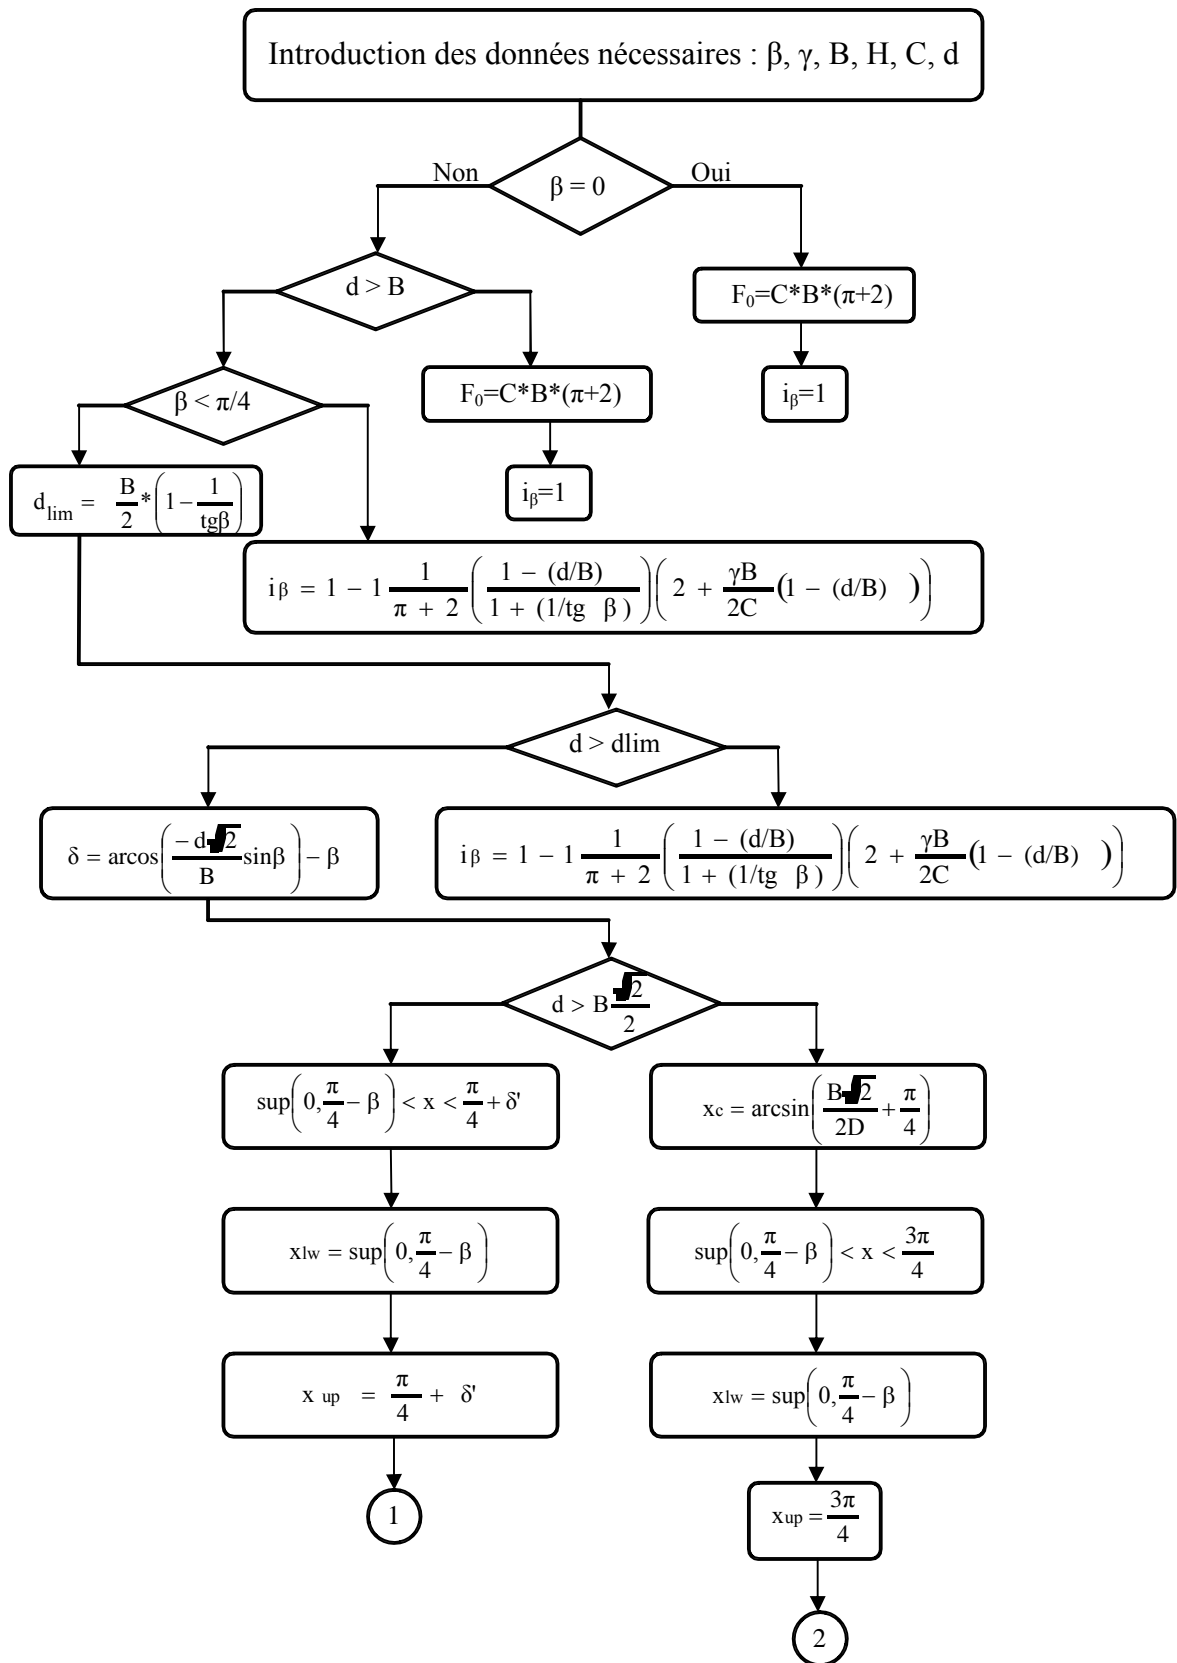 Introduction des données nécessaires : β, γ, B, H, C, d
Non
Oui
β = 0
d > B
F₀=C*B*(π+2)
β < π/4
F₀=C*B*(π+2)
i_β=1
d_lim = B/2 * (1 − 1/tgβ)
i_β=1
iβ = 1 − 1 1/(π + 2) ((1 − (d/B))/(1 + (1/tg β))) (2 + γB/2C (1 − (d/B) ))
d > dlim
δ = arcos(−d√2/B sinβ) − β
iβ = 1 − 1 1/(π + 2) ((1 − (d/B))/(1 + (1/tg β))) (2 + γB/2C (1 − (d/B) ))
d > B √2/2
sup(0, π/4 − β) < x < π/4 + δ'
xc = arcsin(B√2/2D + π/4)
xlw = sup(0, π/4 − β)
sup(0, π/4 − β) < x < 3π/4
x up = π/4 + δ'
xlw = sup(0, π/4 − β)
1
xup = 3π/4
2